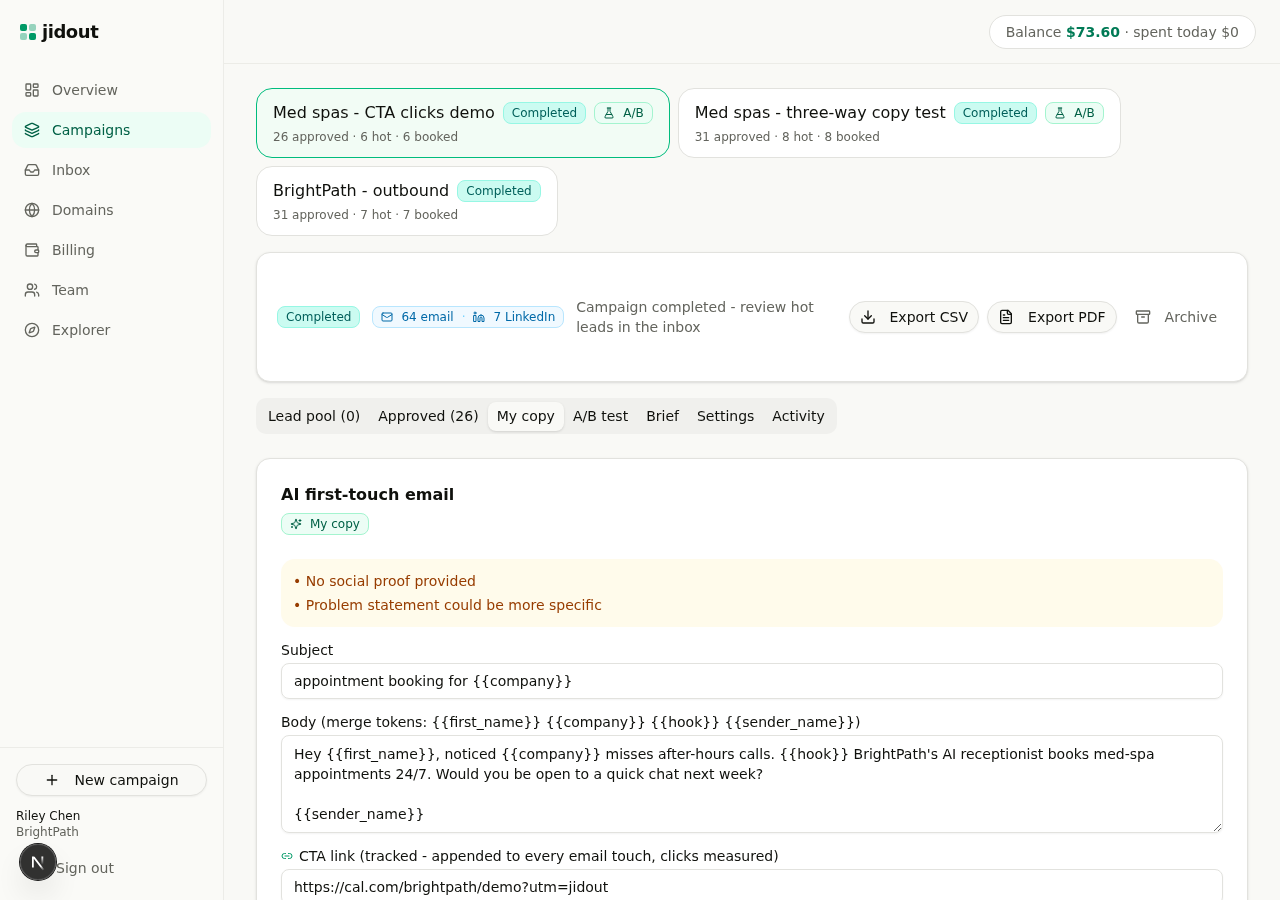 jidout
Balance $73.60 · spent today $0
Overview
Campaigns
Inbox
Domains
Billing
Team
Explorer
Med spas - CTA clicks demo Completed A/B
26 approved · 6 hot · 6 booked
Med spas - three-way copy test Completed A/B
31 approved · 8 hot · 8 booked
BrightPath - outbound Completed
31 approved · 7 hot · 7 booked
Completed 64 email · 7 LinkedIn
Campaign completed - review hot
leads in the inbox
Export CSV Export PDF Archive
Lead pool (0) Approved (26) My copy A/B test Brief Settings Activity
AI first-touch email
My copy
• No social proof provided
• Problem statement could be more specific
Subject
appointment booking for {{company}}
Body (merge tokens: {{first_name}} {{company}} {{hook}} {{sender_name}})
Hey {{first_name}}, noticed {{company}} misses after-hours calls. {{hook}} BrightPath's AI receptionist books med-spa
appointments 24/7. Would you be open to a quick chat next week?
{{sender_name}}
CTA link (tracked - appended to every email touch, clicks measured)
https://cal.com/brightpath/demo?utm=jidout
New campaign
Riley Chen
BrightPath
N
Sign out